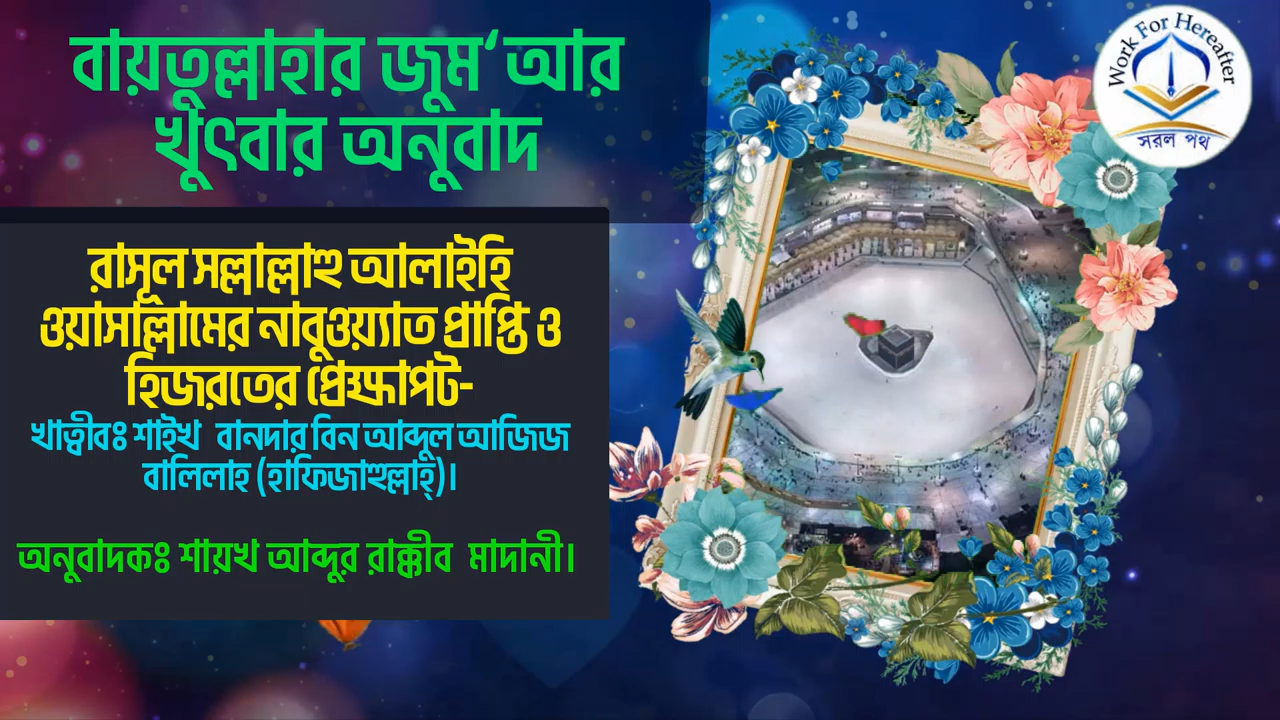 বায়তুল্লাহার জুম‘আর
খুৎবার অনুবাদ
রাসূল সল্লাল্লাহু আলাইহি
ওয়াসাল্লামের নাবুওয়্যাত প্রাপ্তি ও
হিজরতের প্রেক্ষাপট-
খাত্বীবঃ শাইখ বানদার বিন আব্দুল আজিজ
বালিলাহ (হাফিজাহুল্লাহ্)।
অনুবাদকঃ শায়খ আব্দুর রাক্কীব মাদানী।
Work For Hereafter
সরল পথ